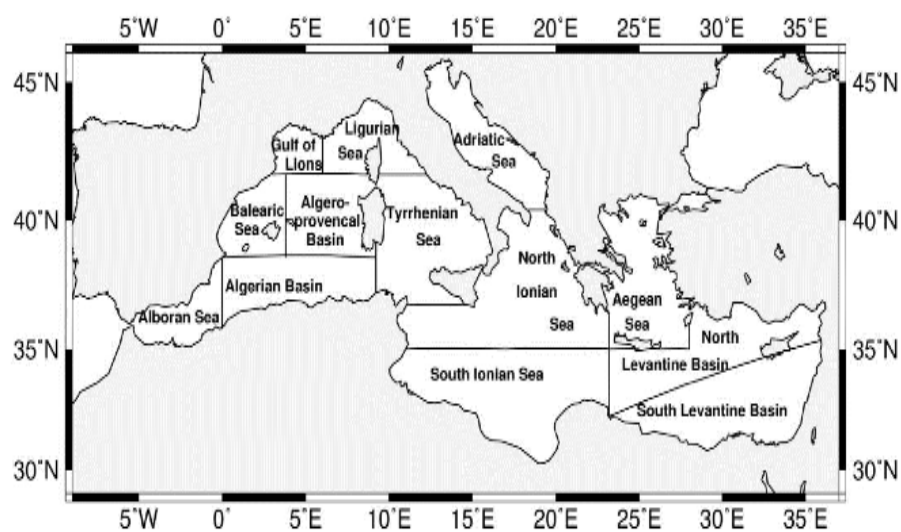 5°W 0° 5°E 10°E 15°E 20°E 25°E 30°E 35°E
45°N 45°N
Ligurian
Sea
Gulf of
Lions
Adriatic
Sea
40°N 40°N
Balearic
Sea
Algero-
provencal
Basin
Tyrrhenian
Sea
North
Ionian
Sea
Algerian Basin
Alboran Sea
Aegean
Sea
North
Levantine Basin
35°N 35°N
South Ionian Sea
South Levantine Basin
30°N 30°N
5°W 0° 5°E 10°E 15°E 20°E 25°E 30°E 35°E